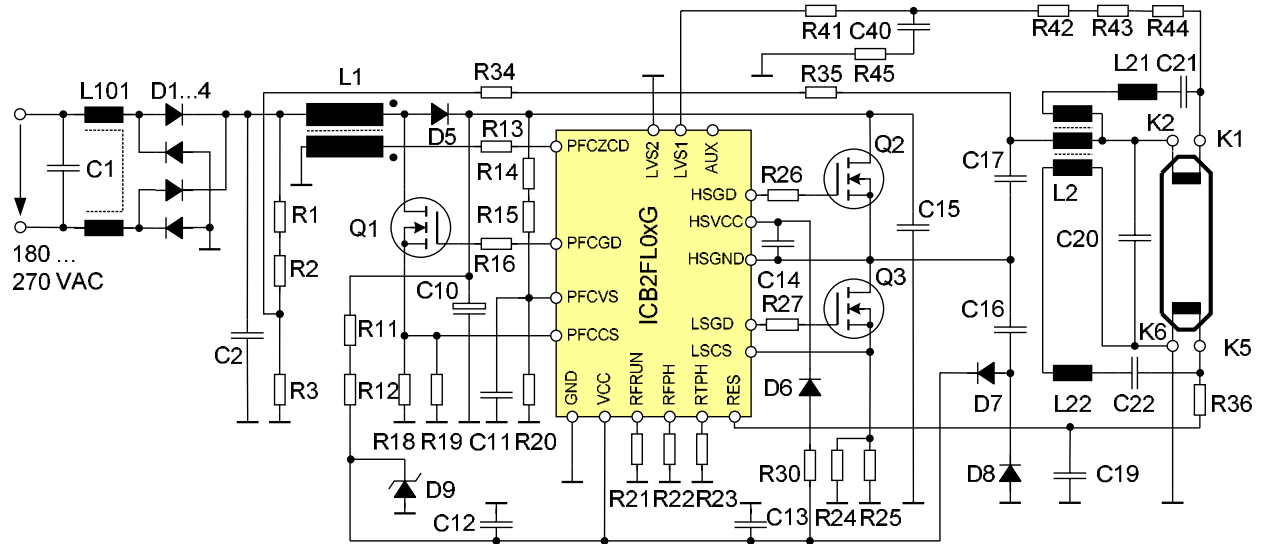 R41
C40
R42
R43
R44
R45
L101
D1...4
L1
R34
R35
L21
C21
D5
R13
C1
PFCZCD
LVS2
LVS1
AUX
Q2
K2
K1
R14
R26
C17
HSGD
L2
R1
R15
Q1
HSVCC
C15
C20
PFCGD
R16
180 ...
270 VAC
R2
C10
HSGND
C14
ICB2FL0xG
Q3
PFCVS
R27
C16
R11
LSGD
C2
PFCCS
K6
K5
LSCS
R3
R12
D6
D7
GND
VCC
RFRUN
RFPH
RTPH
RES
L22
C22
R36
R18
R19
C11
R20
D9
R30
D8
C19
R21
R22
R23
C12
C13
R24
R25